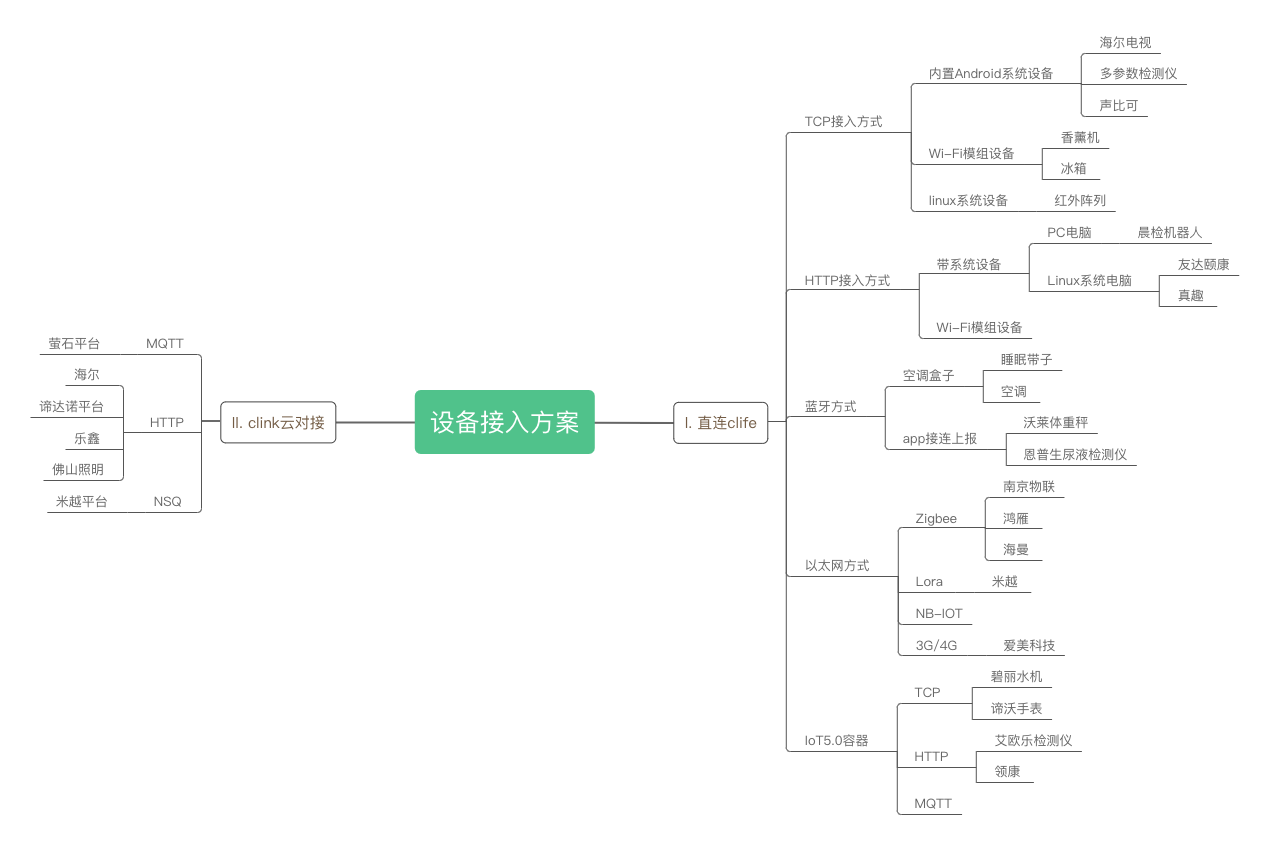 设备接入方案
I. 直连clife
TCP接入方式
内置Android系统设备
海尔电视
多参数检测仪
声比可
Wi-Fi模组设备
香薰机
冰箱
linux系统设备
红外阵列
HTTP接入方式
带系统设备
PC电脑
晨检机器人
Linux系统电脑
友达颐康
真趣
Wi-Fi模组设备
蓝牙方式
空调盒子
睡眠带子
空调
app接连上报
沃莱体重秤
恩普生尿液检测仪
以太网方式
Zigbee
南京物联
鸿雁
海曼
Lora
米越
NB-IOT
3G/4G
爱美科技
IoT5.0容器
TCP
碧丽水机
谛沃手表
HTTP
艾欧乐检测仪
领康
MQTT
II. clink云对接
MQTT
萤石平台
HTTP
海尔
谛达诺平台
乐鑫
佛山照明
NSQ
米越平台